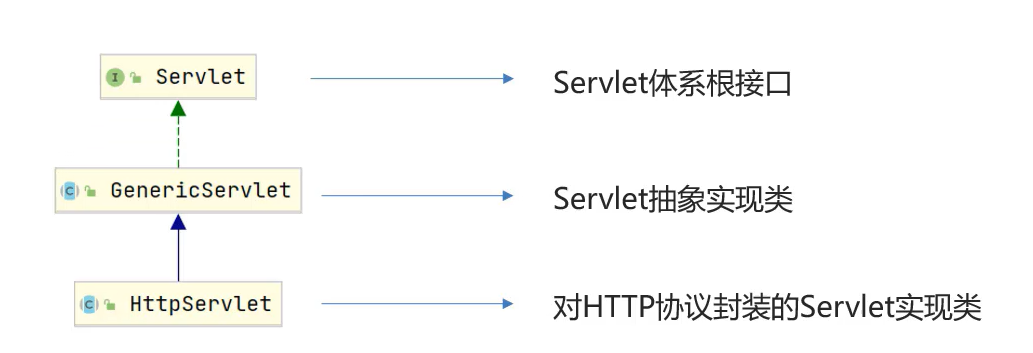 I Servlet
Servlet体系根接口
C GenericServlet
Servlet抽象实现类
C HttpServlet
对HTTP协议封装的Servlet实现类